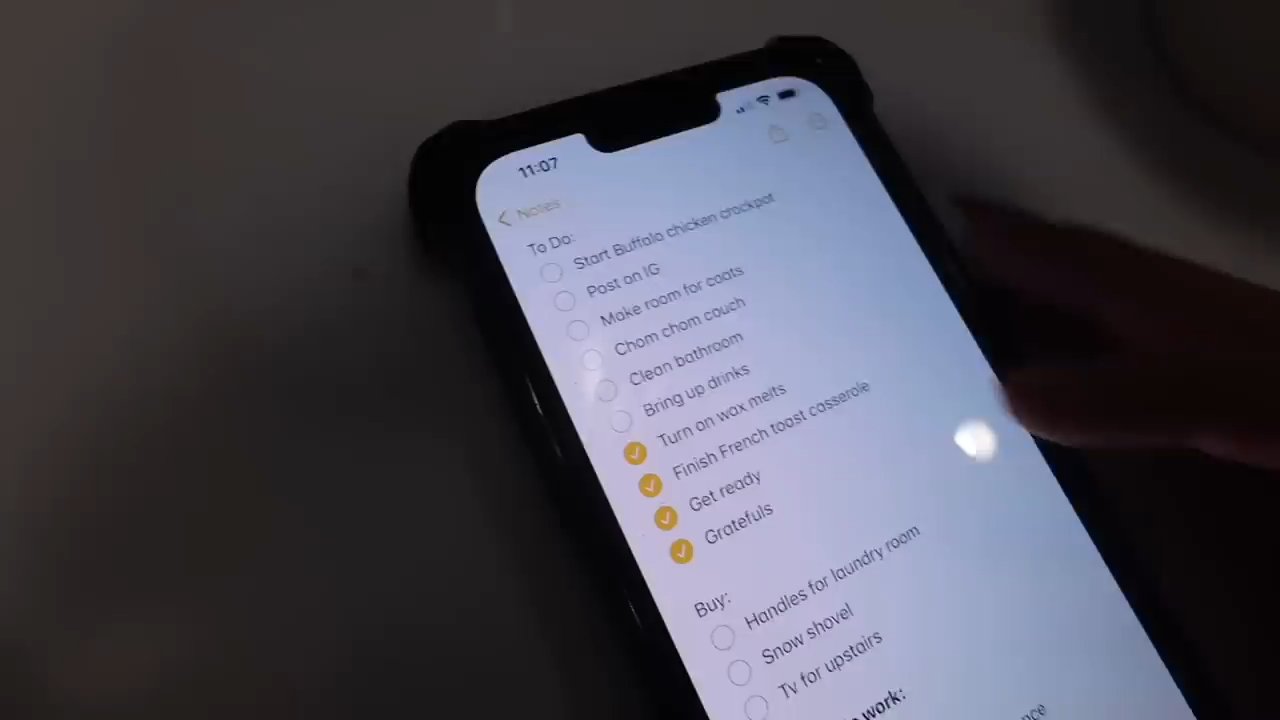 11:07
Notes
To Do:
Start Buffalo chicken crockpot
Post on IG
Make room for coats
Chom chom couch
Clean bathroom
Bring up drinks
Turn on wax melts
Finish French toast casserole
Get ready
Gratefuls
Buy:
Handles for laundry room
Snow shovel
Tv for upstairs
work: